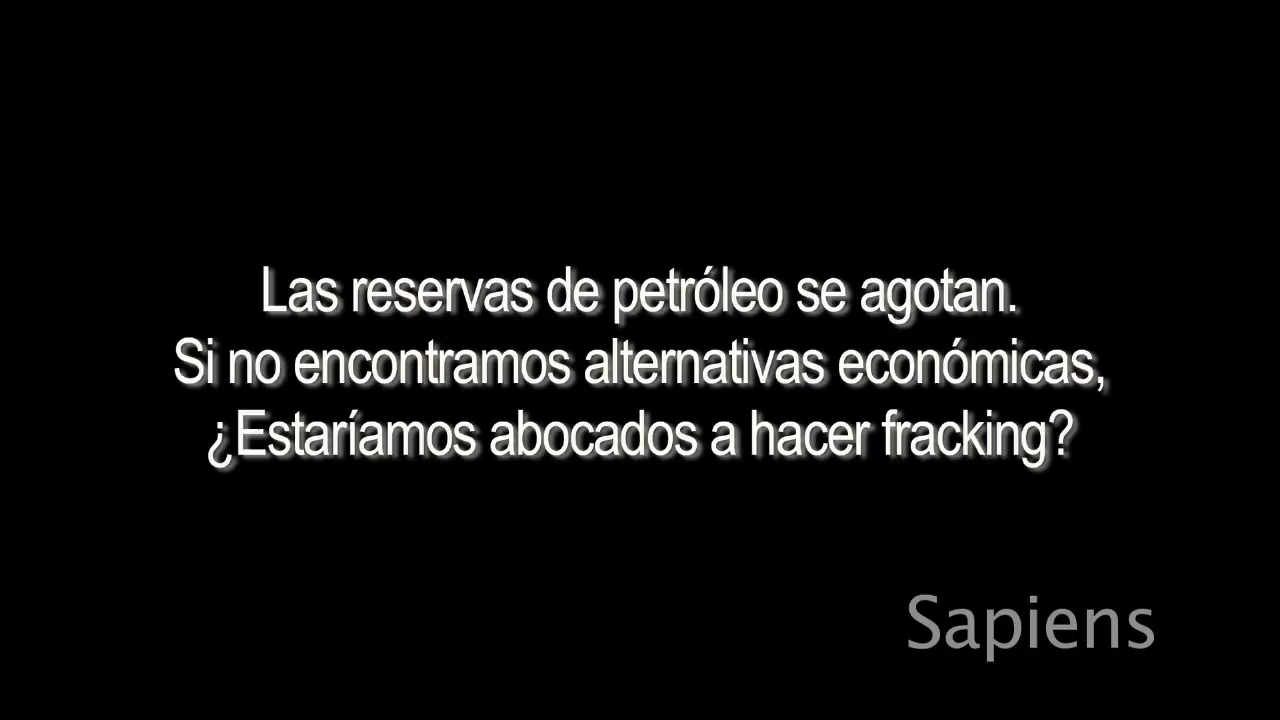 Las reservas de petróleo se agotan.
Si no encontramos alternativas económicas,
¿Estaríamos abocados a hacer fracking?
Sapiens